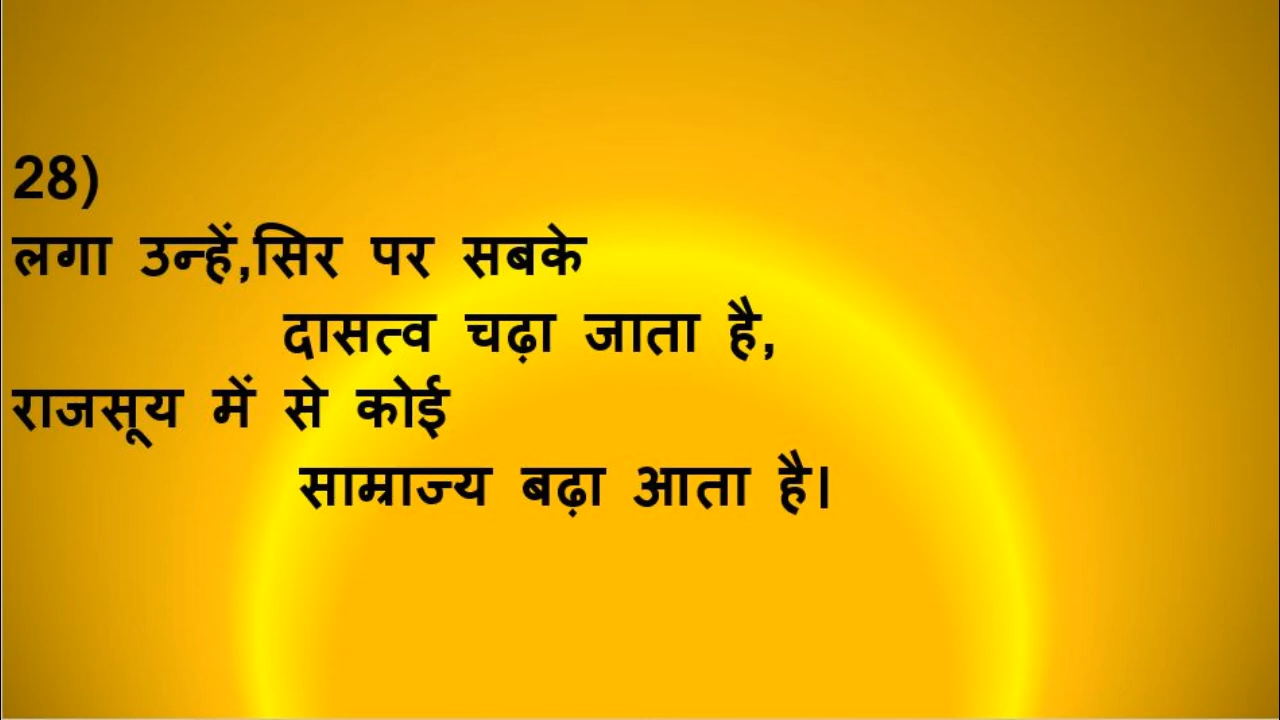 28)
लगा उन्हें,सिर पर सबके
दासत्व चढ़ा जाता है,
राजसूय में से कोई
साम्राज्य बढ़ा आता है।